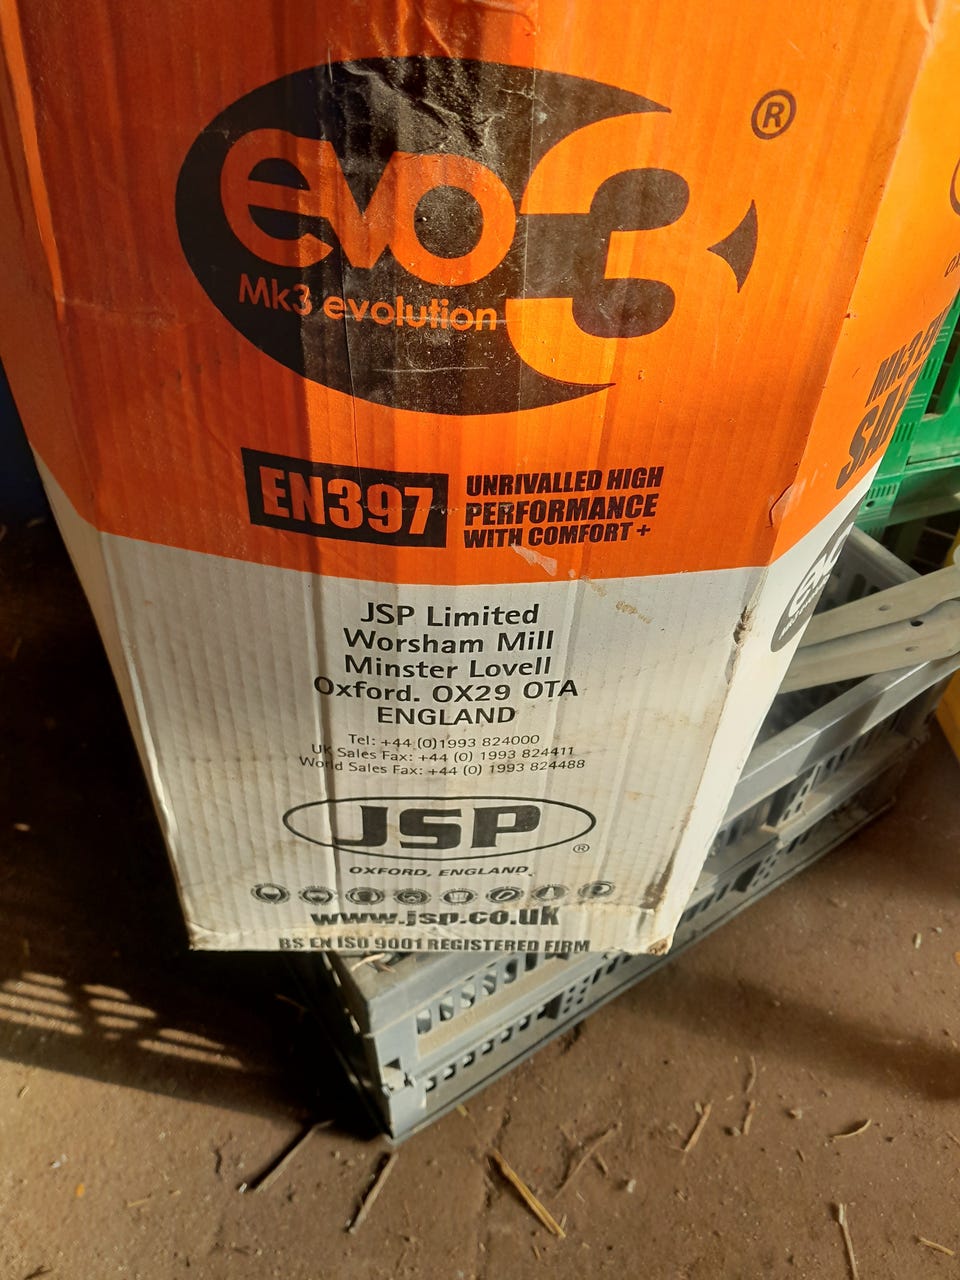 evo3 ®
Mk3 evolution
EN397
UNRIVALLED HIGH
PERFORMANCE
WITH COMFORT +
JSP Limited
Worsham Mill
Minster Lovell
Oxford. OX29 OTA
ENGLAND
Tel: +44 (0)1993 824000
UK Sales Fax: +44 (0) 1993 824411
World Sales Fax: +44 (0) 1993 824488
JSP ®
OXFORD, ENGLAND
www.jsp.co.uk
BS EN ISO 9001 REGISTERED FIRM
MK3
evo